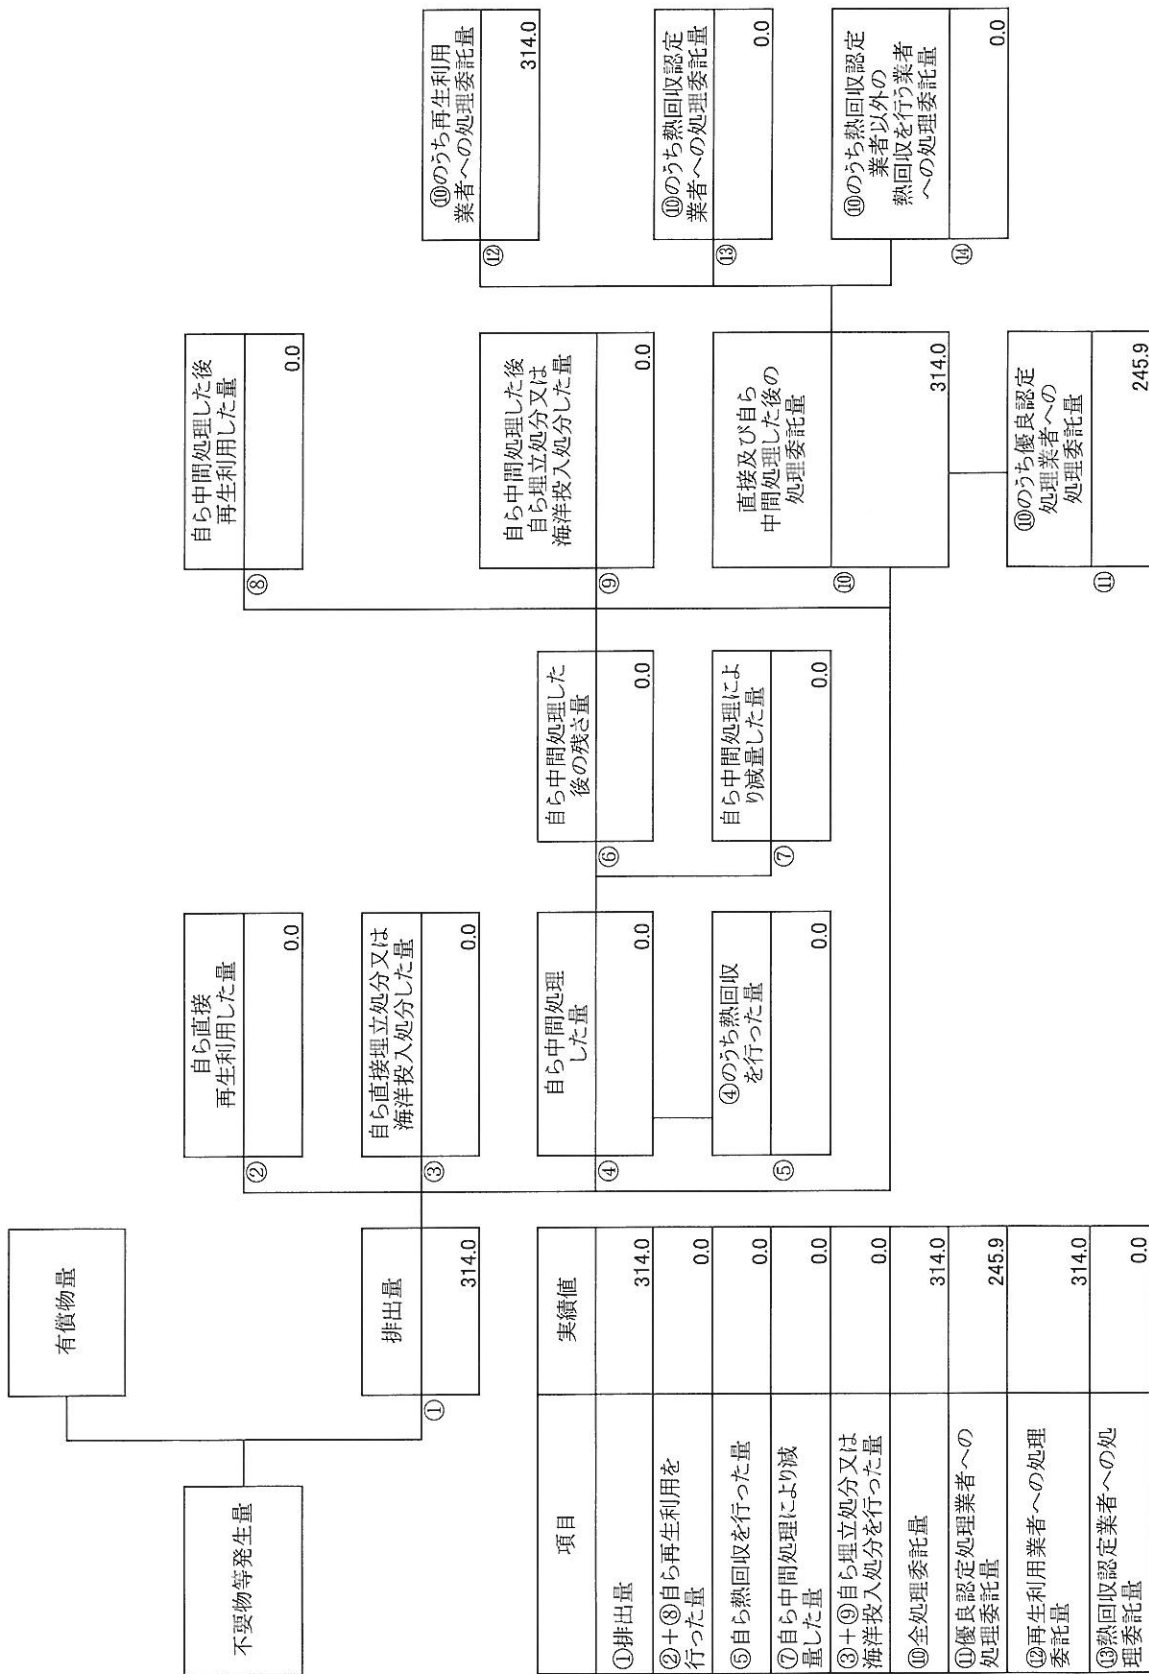 不要物等発生量
有償物量
①
排出量
314.0
②
自ら直接
再生利用した量
0.0
③
自ら直接埋立処分又は
海洋投入処分した量
0.0
④
自ら中間処理
した量
0.0
⑤
④のうち熱回収
を行った量
0.0
⑥
自ら中間処理した
後の残さ量
0.0
⑦
自ら中間処理によ
り減量した量
0.0
⑧
自ら中間処理した後
再生利用した量
0.0
⑨
自ら中間処理した後
自ら埋立処分又は
海洋投入処分した量
0.0
⑩
直接及び自ら
中間処理した後の
処理委託量
314.0
⑪
⑩のうち優良認定
処理業者への
処理委託量
245.9
⑫
⑩のうち再生利用
業者への処理委託量
314.0
⑬
⑩のうち熱回収認定
業者への処理委託量
0.0
⑭
⑩のうち熱回収認定
業者以外の
熱回収を行う業者
への処理委託量
0.0
項目 実績値
①排出量 314.0
②+⑧自ら再生利用を
行った量 0.0
⑤自ら熱回収を行った量 0.0
⑦自ら中間処理により減
量した量 0.0
③+⑨自ら埋立処分又は
海洋投入処分を行った量 0.0
⑩全処理委託量 314.0
⑪優良認定処理業者への
処理委託量 245.9
⑫再生利用業者への処理
委託量 314.0
⑬熱回収認定業者への処
理委託量 0.0